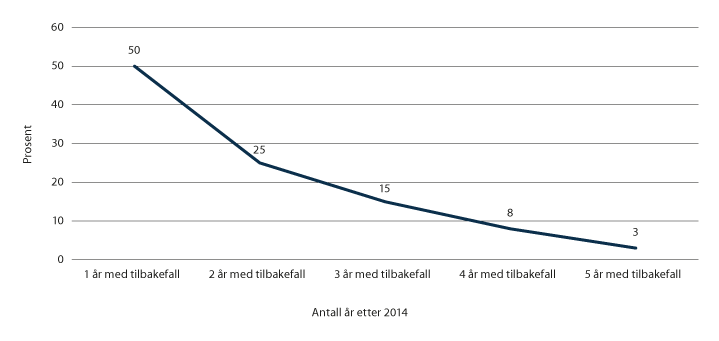 60
50
50
40
30
25
20
15
10
8
3
0
Prosent
1 år med tilbakefall
2 år med tilbakefall
3 år med tilbakefall
4 år med tilbakefall
5 år med tilbakefall
Antall år etter 2014